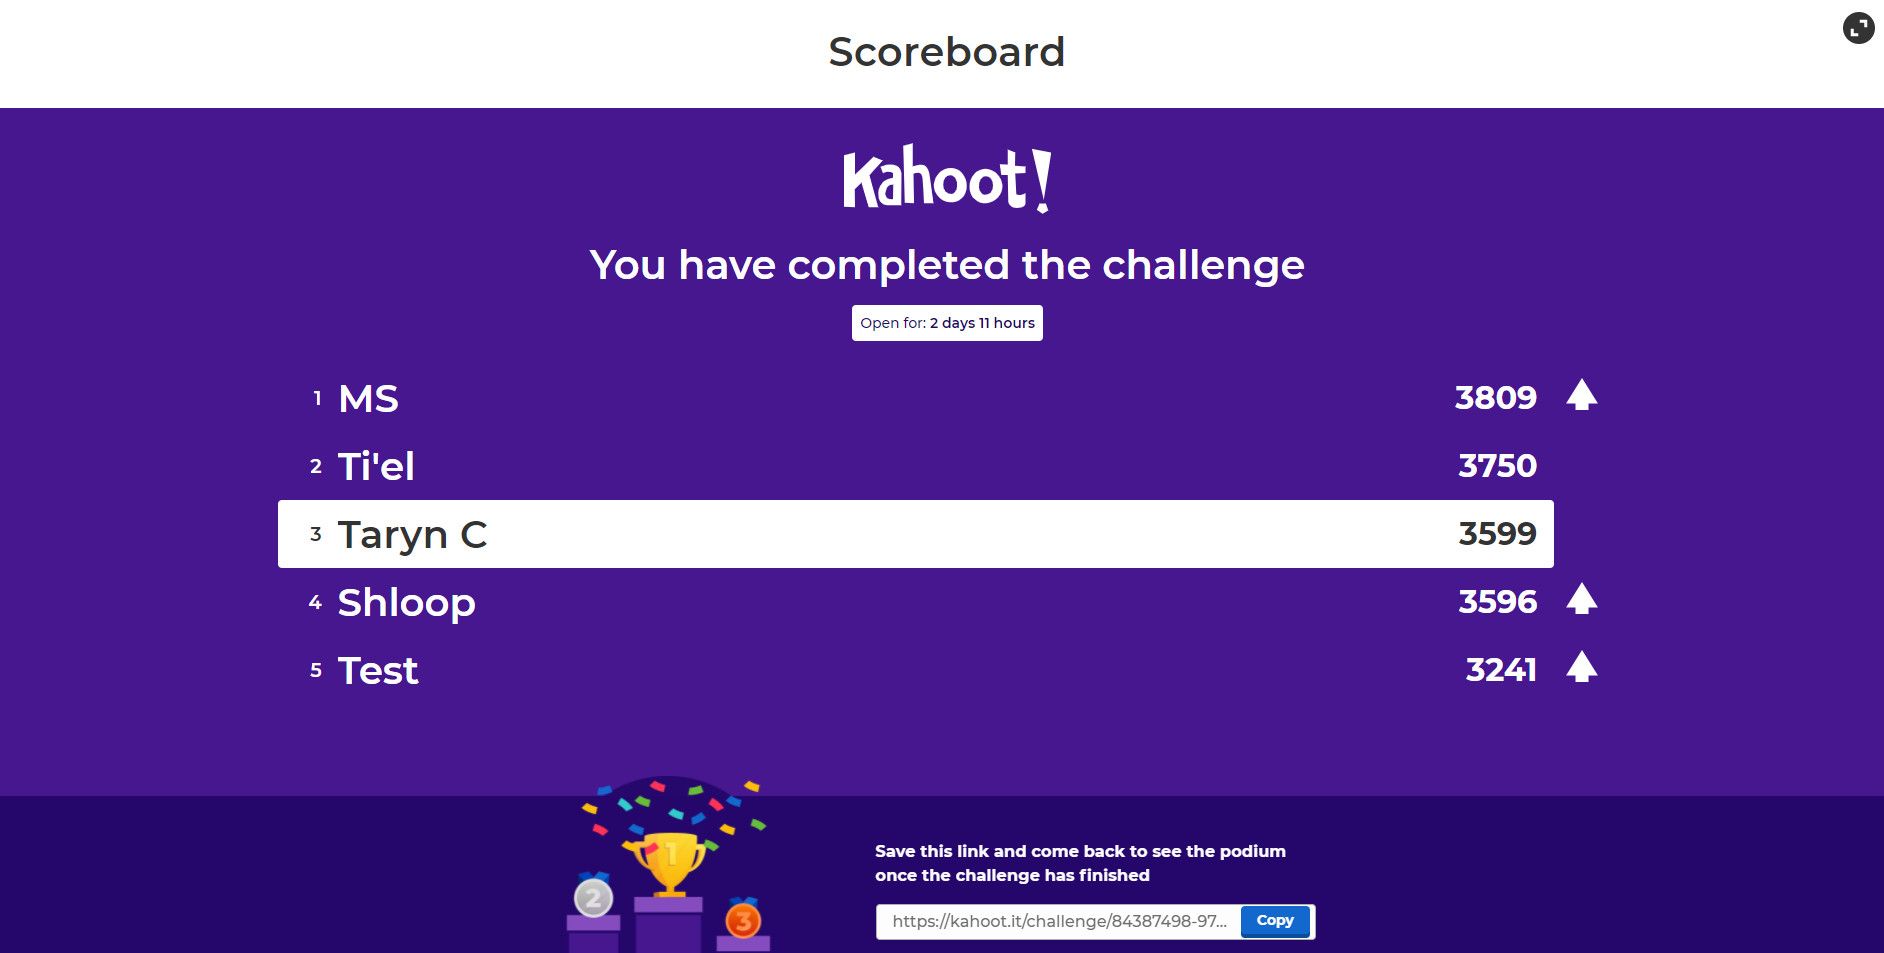 Scoreboard
Kahoot!
You have completed the challenge
Open for: 2 days 11 hours
1 MS 3809
2 Ti'el 3750
3 Taryn C 3599
4 Shloop 3596
5 Test 3241
1
2
3
Save this link and come back to see the podium
once the challenge has finished
https://kahoot.it/challenge/84387498-97... Copy